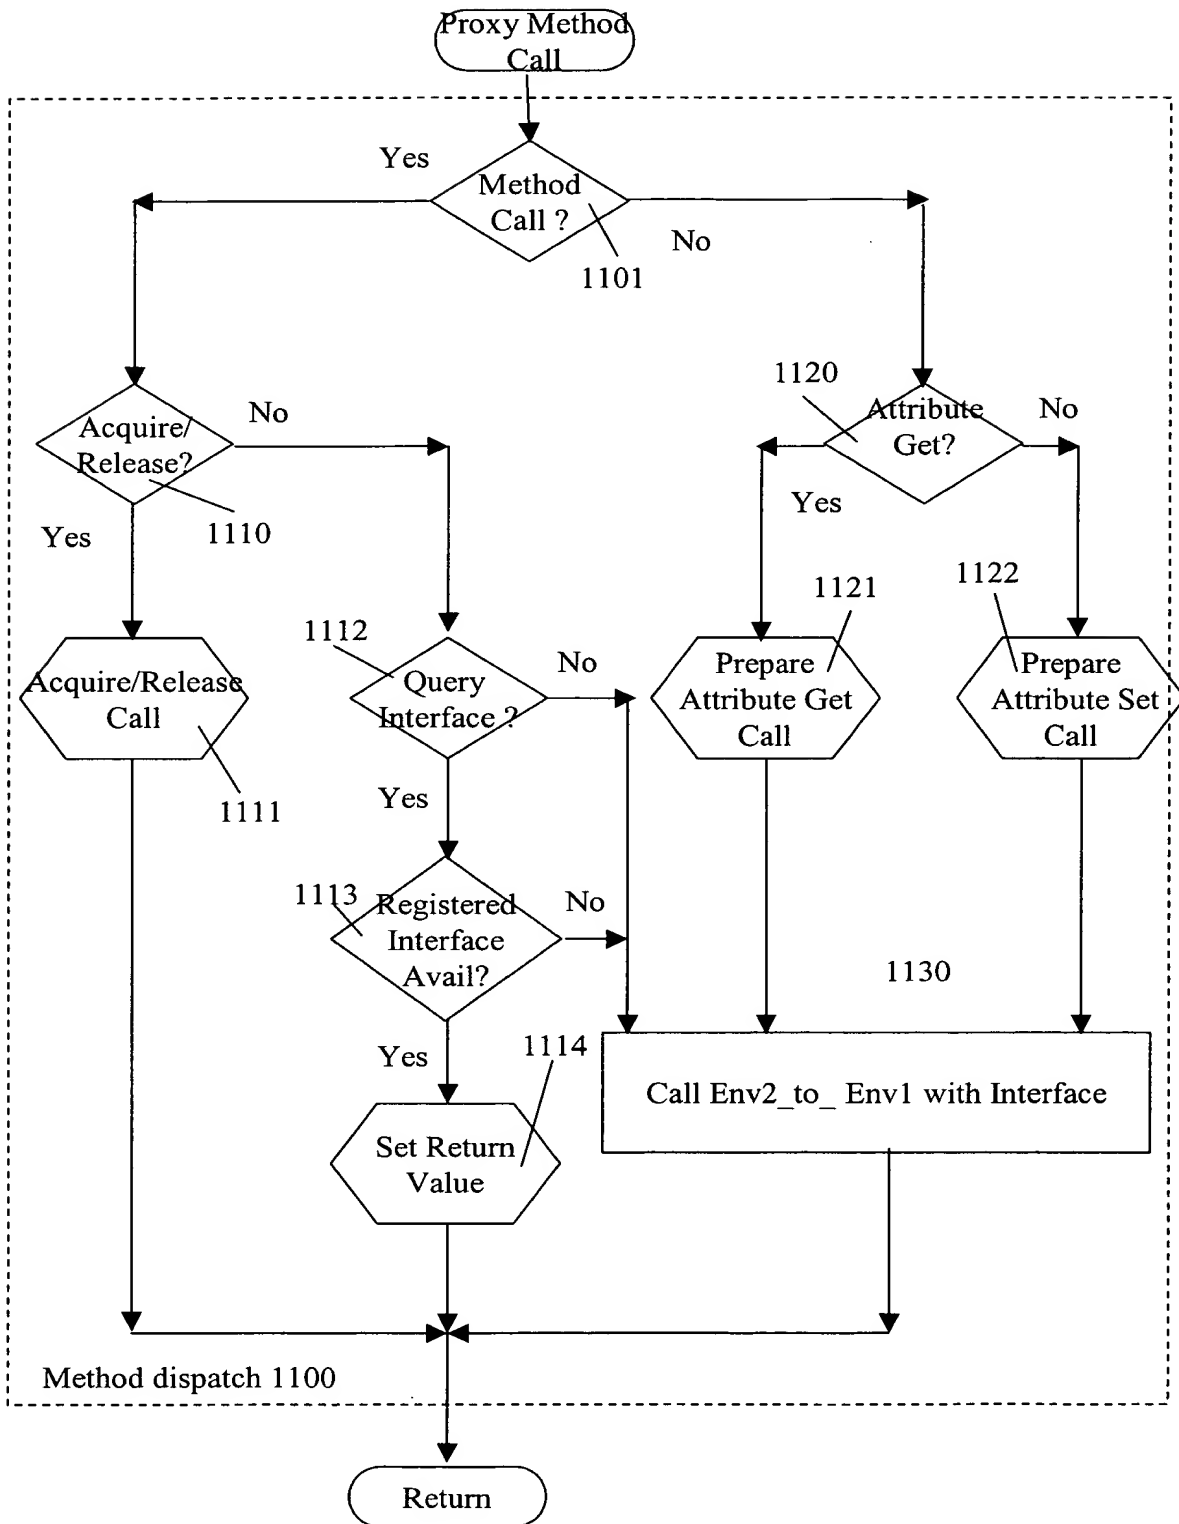 Proxy Method
Call
Yes
Method
Call ?
No
1101
1120
No
Acquire/
Release?
Attribute
Get?
No
Yes
1110
Yes
1121
1122
1112
No
Acquire/Release
Call
Query
Interface ?
Prepare
Attribute Get
Call
Prepare
Attribute Set
Call
1111
Yes
1113
No
Registered
Interface
Avail?
1130
Yes
1114
Call Env2_to_ Env1 with Interface
Set Return
Value
Method dispatch 1100
Return